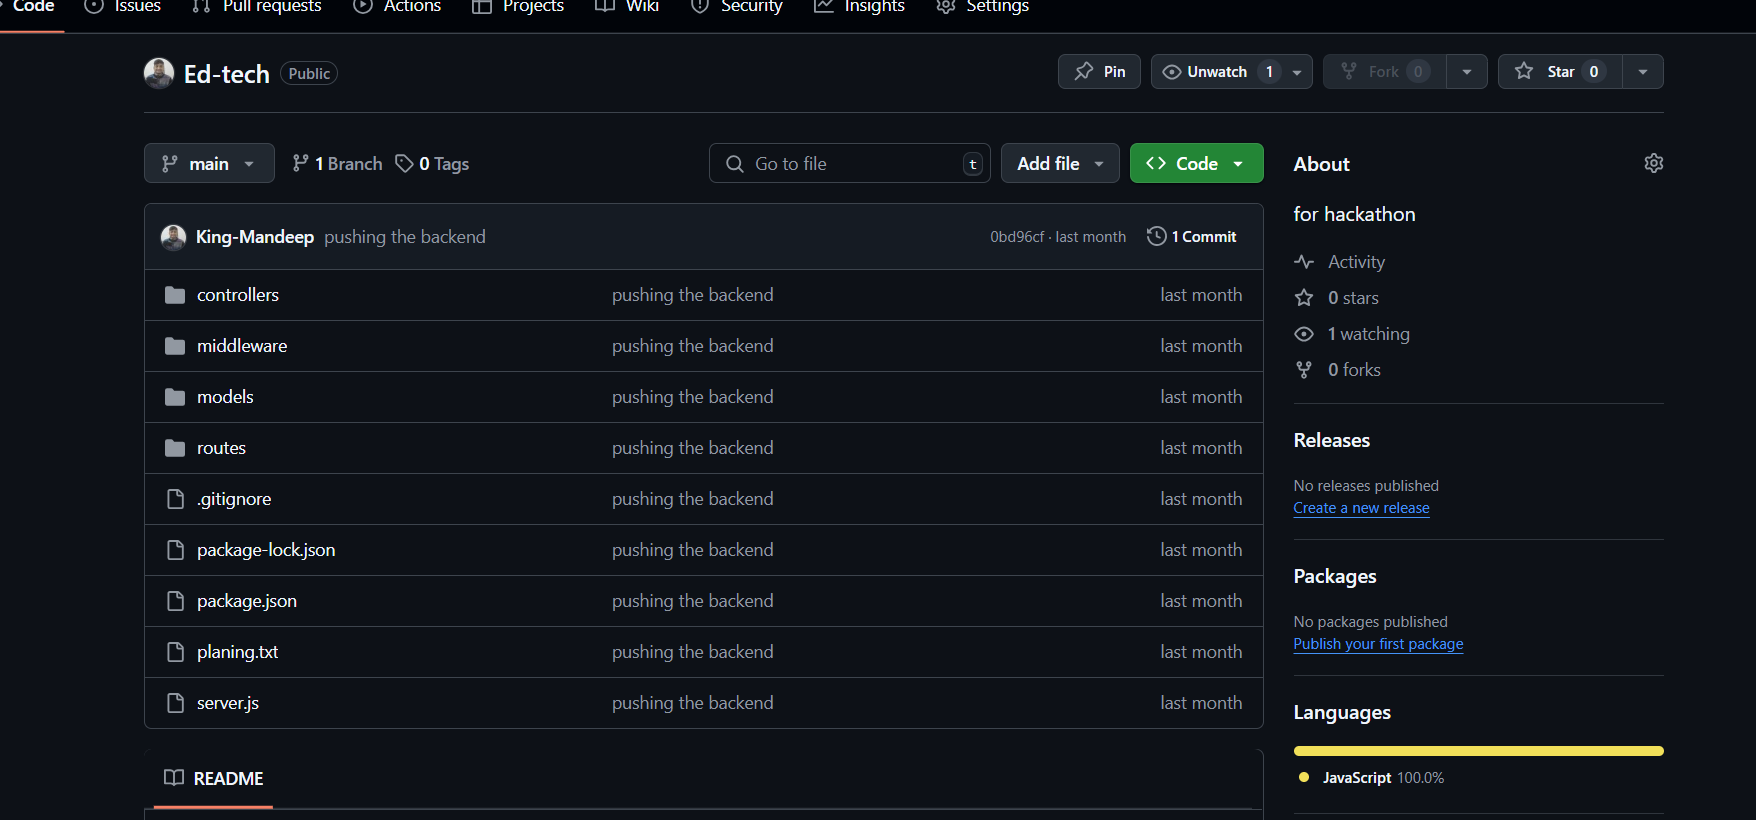 Code Issues Pull requests Actions Projects Wiki Security Insights Settings
Ed-tech Public Pin Unwatch 1 Fork 0 Star 0
main 1 Branch 0 Tags Go to file t Add file Code
King-Mandeep pushing the backend 0bd96cf · last month 1 Commit
controllers pushing the backend last month
middleware pushing the backend last month
models pushing the backend last month
routes pushing the backend last month
.gitignore pushing the backend last month
package-lock.json pushing the backend last month
package.json pushing the backend last month
planing.txt pushing the backend last month
server.js pushing the backend last month
README
About
for hackathon
Activity
0 stars
1 watching
0 forks
Releases
No releases published
Create a new release
Packages
No packages published
Publish your first package
Languages
JavaScript 100.0%